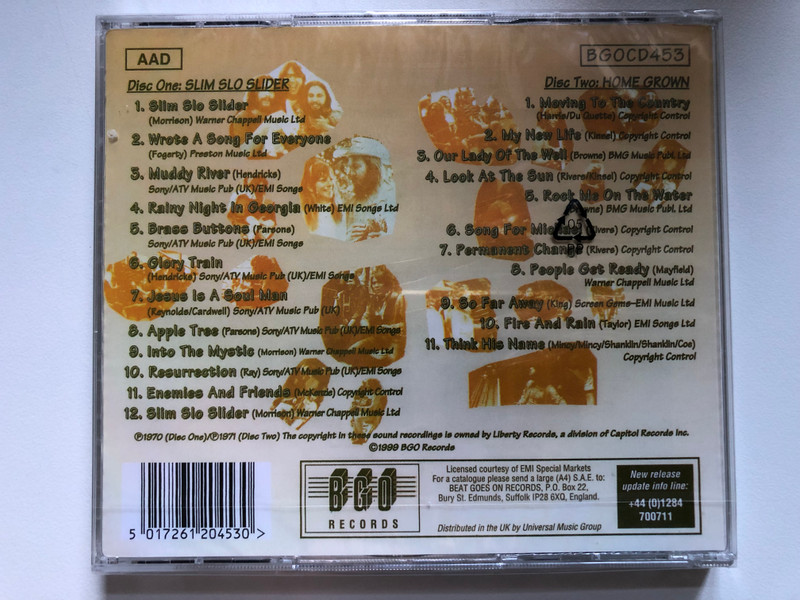 AAD
BGOCD453
Disc One: SLIM SLO SLIDER
1. Slim Slo Slider
(Morrison) Warner Chappell Music Ltd
2. Wrote A Song For Everyone
(Fogerty) Preston Music Ltd
3. Muddy River (Hendricks)
Sony/ATV Music Pub (UK)/EMI Songs
4. Rainy Night In Georgia (White) EMI Songs Ltd
5. Brass Buttons (Parsons)
Sony/ATV Music Pub (UK)/EMI Songs
6. Glory Train
(Hendricks) Sony/ATV Music Pub (UK)/EMI Songs
7. Jesus Is A Soul Man
(Reynolds/Cardwell) Sony/ATV Music Pub (UK)
8. Apple Tree (Parsons) Sony/ATV Music Pub (UK)/EMI Songs
9. Into The Mystic (Morrison) Warner Chappell Music Ltd
10. Resurrection (Ray) Sony/ATV Music Pub (UK)/EMI Songs
11. Enemies And Friends (McKenzie) Copyright Control
12. Slim Slo Slider (Morrison) Warner Chappell Music Ltd
Disc Two: HOME GROWN
1. Moving To The Country
(Harris/Du Quette) Copyright Control
2. My New Life (Kinsel) Copyright Control
3. Our Lady Of The Well (Browne) BMG Music Publ. Ltd
4. Look At The Sun (Rivers/Kinsel) Copyright Control
5. Rock Me On The Water
BMG Music Publ. Ltd
6. Song For Michael (Rivers) Copyright Control
7. Permanent Change (Rivers) Copyright Control
8. People Get Ready (Mayfield)
Warner Chappell Music Ltd
9. So Far Away (King) Screen Gems–EMI Music Ltd
10. Fire And Rain (Taylor) EMI Songs Ltd
11. Think His Name (Mincy/Mincy/Shanklin/Shanklin/Coe)
Copyright Control
℗1970 (Disc One)/℗1971 (Disc Two) The copyright in these sound recordings is owned by Liberty Records, a division of Capitol Records Inc.
©1999 BGO Records
5 017261 204530 >
BGO
RECORDS
Licensed courtesy of EMI Special Markets
For a catalogue please send a large (A4) S.A.E. to:
BEAT GOES ON RECORDS, P.O. Box 22,
Bury St. Edmunds, Suffolk IP28 6XQ, England.
Distributed in the UK by Universal Music Group
New release
update info line:
+44 (0)1284
700711